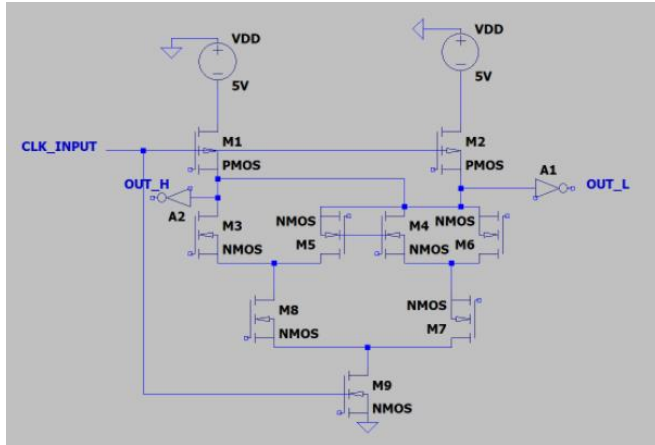 VDD
VDD
5V
5V
M1
M2
CLK_INPUT
PMOS
PMOS
A1
OUT_H
OUT_L
A2
M3
NMOS
M4
NMOS
NMOS
M5
NMOS
M6
M8
NMOS
NMOS
M7
M9
NMOS